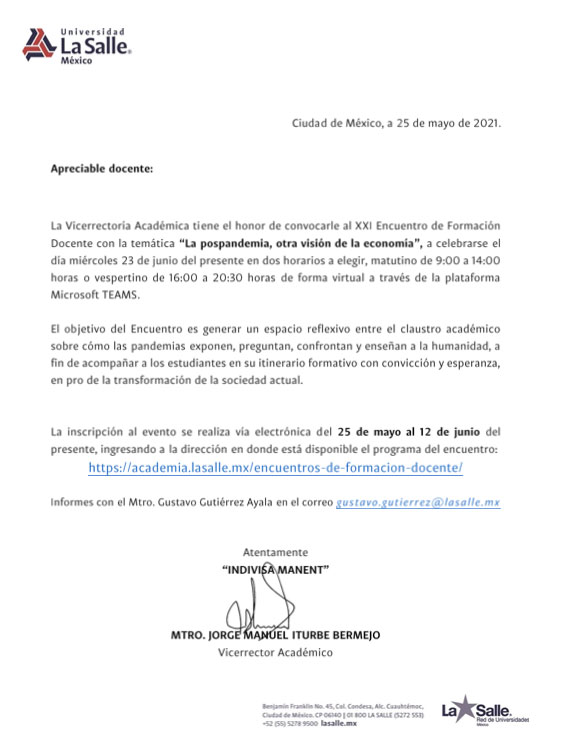 Universidad
La Salle®
México
Ciudad de México, a 25 de mayo de 2021.
Apreciable docente:
La Vicerrectoría Académica tiene el honor de convocarle al XXI Encuentro de Formación
Docente con la temática “La pospandemia, otra visión de la economía”, a celebrarse el
día miércoles 23 de junio del presente en dos horarios a elegir, matutino de 9:00 a 14:00
horas o vespertino de 16:00 a 20:30 horas de forma virtual a través de la plataforma
Microsoft TEAMS.
El objetivo del Encuentro es generar un espacio reflexivo entre el claustro académico
sobre cómo las pandemias exponen, preguntan, confrontan y enseñan a la humanidad, a
fin de acompañar a los estudiantes en su itinerario formativo con convicción y esperanza,
en pro de la transformación de la sociedad actual.
La inscripción al evento se realiza vía electrónica del 25 de mayo al 12 de junio del
presente, ingresando a la dirección en donde está disponible el programa del encuentro:
https://academia.lasalle.mx/encuentros-de-formacion-docente/
Informes con el Mtro. Gustavo Gutiérrez Ayala en el correo gustavo.gutierrez@lasalle.mx
Atentamente
“INDIVISA MANENT”
MTRO. JORGE MANUEL ITURBE BERMEJO
Vicerrector Académico
Benjamín Franklin No. 45, Col. Condesa, Alc. Cuauhtémoc,
Ciudad de México. CP 06140 | 01 800 LA SALLE (5272 553)
+52 (55) 5278 9500 lasalle.mx
La Salle.
Red de Universidades
México